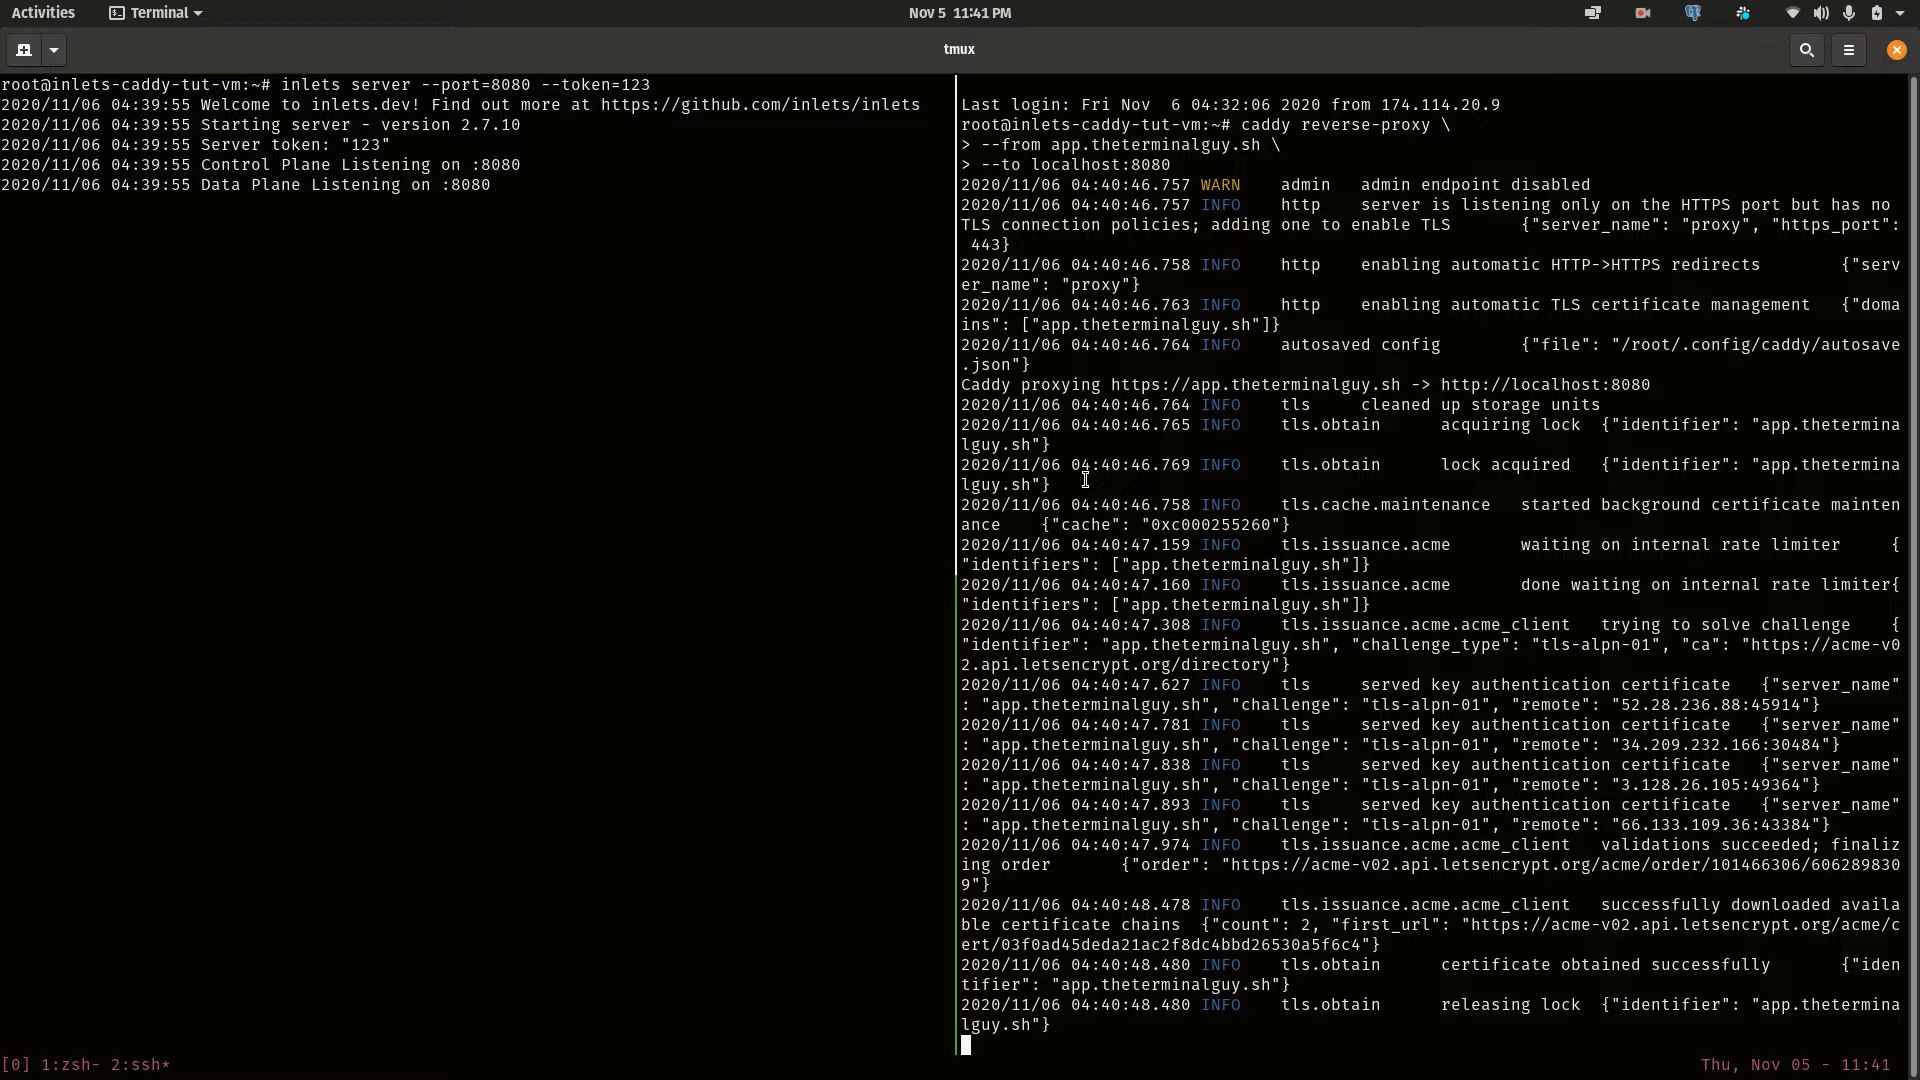 Activities
Terminal
Nov 5 11:41 PM
tmux
root@inlets-caddy-tut-vm:~# inlets server --port=8080 --token=123
2020/11/06 04:39:55 Welcome to inlets.dev! Find out more at https://github.com/inlets/inlets
2020/11/06 04:39:55 Starting server - version 2.7.10
2020/11/06 04:39:55 Server token: "123"
2020/11/06 04:39:55 Control Plane Listening on :8080
2020/11/06 04:39:55 Data Plane Listening on :8080
Last login: Fri Nov  6 04:32:06 2020 from 174.114.20.9
root@inlets-caddy-tut-vm:~# caddy reverse-proxy \
> --from app.theterminalguy.sh \
> --to localhost:8080
2020/11/06 04:40:46.757 WARN    admin   admin endpoint disabled
2020/11/06 04:40:46.757 INFO    http    server is listening only on the HTTPS port but has no
TLS connection policies; adding one to enable TLS       {"server_name": "proxy", "https_port":
 443}
2020/11/06 04:40:46.758 INFO    http    enabling automatic HTTP->HTTPS redirects        {"serv
er_name": "proxy"}
2020/11/06 04:40:46.763 INFO    http    enabling automatic TLS certificate management   {"doma
ins": ["app.theterminalguy.sh"]}
2020/11/06 04:40:46.764 INFO    autosaved config        {"file": "/root/.config/caddy/autosave
.json"}
Caddy proxying https://app.theterminalguy.sh -> http://localhost:8080
2020/11/06 04:40:46.764 INFO    tls     cleaned up storage units
2020/11/06 04:40:46.765 INFO    tls.obtain      acquiring lock  {"identifier": "app.thetermina
lguy.sh"}
2020/11/06 04:40:46.769 INFO    tls.obtain      lock acquired   {"identifier": "app.thetermina
lguy.sh"}
2020/11/06 04:40:46.758 INFO    tls.cache.maintenance   started background certificate mainten
ance    {"cache": "0xc000255260"}
2020/11/06 04:40:47.159 INFO    tls.issuance.acme       waiting on internal rate limiter     {
"identifiers": ["app.theterminalguy.sh"]}
2020/11/06 04:40:47.160 INFO    tls.issuance.acme       done waiting on internal rate limiter{
"identifiers": ["app.theterminalguy.sh"]}
2020/11/06 04:40:47.308 INFO    tls.issuance.acme.acme_client   trying to solve challenge    {
"identifier": "app.theterminalguy.sh", "challenge_type": "tls-alpn-01", "ca": "https://acme-v0
2.api.letsencrypt.org/directory"}
2020/11/06 04:40:47.627 INFO    tls     served key authentication certificate   {"server_name"
: "app.theterminalguy.sh", "challenge": "tls-alpn-01", "remote": "52.28.236.88:45914"}
2020/11/06 04:40:47.781 INFO    tls     served key authentication certificate   {"server_name"
: "app.theterminalguy.sh", "challenge": "tls-alpn-01", "remote": "34.209.232.166:30484"}
2020/11/06 04:40:47.838 INFO    tls     served key authentication certificate   {"server_name"
: "app.theterminalguy.sh", "challenge": "tls-alpn-01", "remote": "3.128.26.105:49364"}
2020/11/06 04:40:47.893 INFO    tls     served key authentication certificate   {"server_name"
: "app.theterminalguy.sh", "challenge": "tls-alpn-01", "remote": "66.133.109.36:43384"}
2020/11/06 04:40:47.974 INFO    tls.issuance.acme.acme_client   validations succeeded; finaliz
ing order       {"order": "https://acme-v02.api.letsencrypt.org/acme/order/101466306/606289830
9"}
2020/11/06 04:40:48.478 INFO    tls.issuance.acme.acme_client   successfully downloaded availa
ble certificate chains  {"count": 2, "first_url": "https://acme-v02.api.letsencrypt.org/acme/c
ert/03f0ad45deda21ac2f8dc4bbd26530a5f6c4"}
2020/11/06 04:40:48.480 INFO    tls.obtain      certificate obtained successfully       {"iden
tifier": "app.theterminalguy.sh"}
2020/11/06 04:40:48.480 INFO    tls.obtain      releasing lock  {"identifier": "app.thetermina
lguy.sh"}
[0] 1:zsh- 2:ssh*
Thu, Nov 05 - 11:41